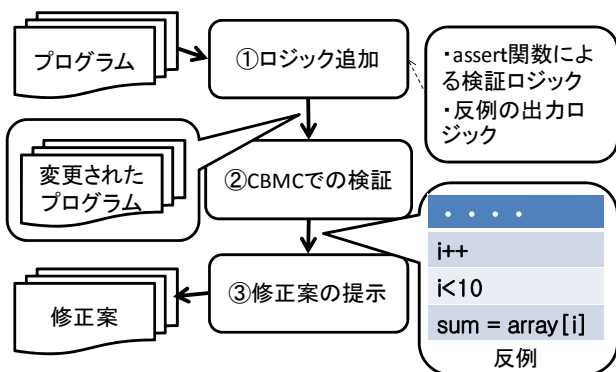 プログラム
①ロジック追加
・assert関数によ
る検証ロジック
・反例の出力ロ
ジック
変更された
プログラム
②CBMCでの検証
・・・・
i++
i<10
sum = array[i]
反例
③修正案の提示
修正案